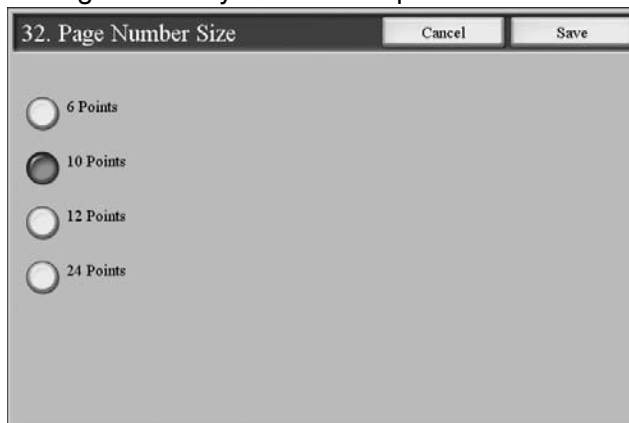 32. Page Number Size
Cancel
Save
6 Points
10 Points
12 Points
24 Points